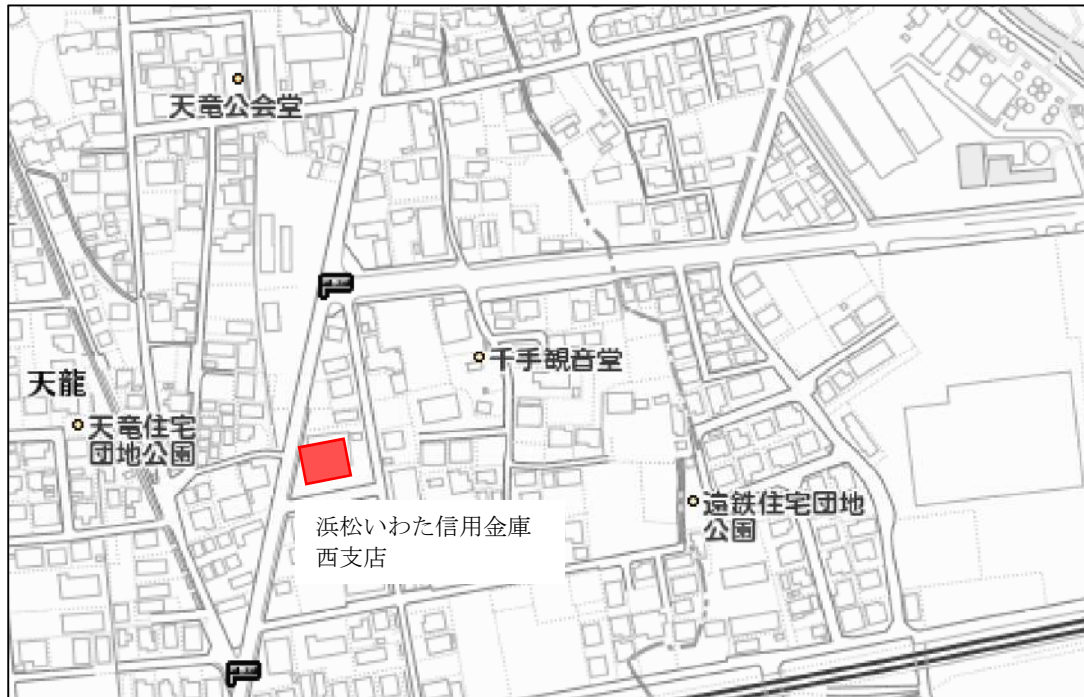 天竜公会堂
千手観音堂
天龍
天竜住宅
団地公園
遠鉄住宅団地
公園
浜松いわた信用金庫
西支店